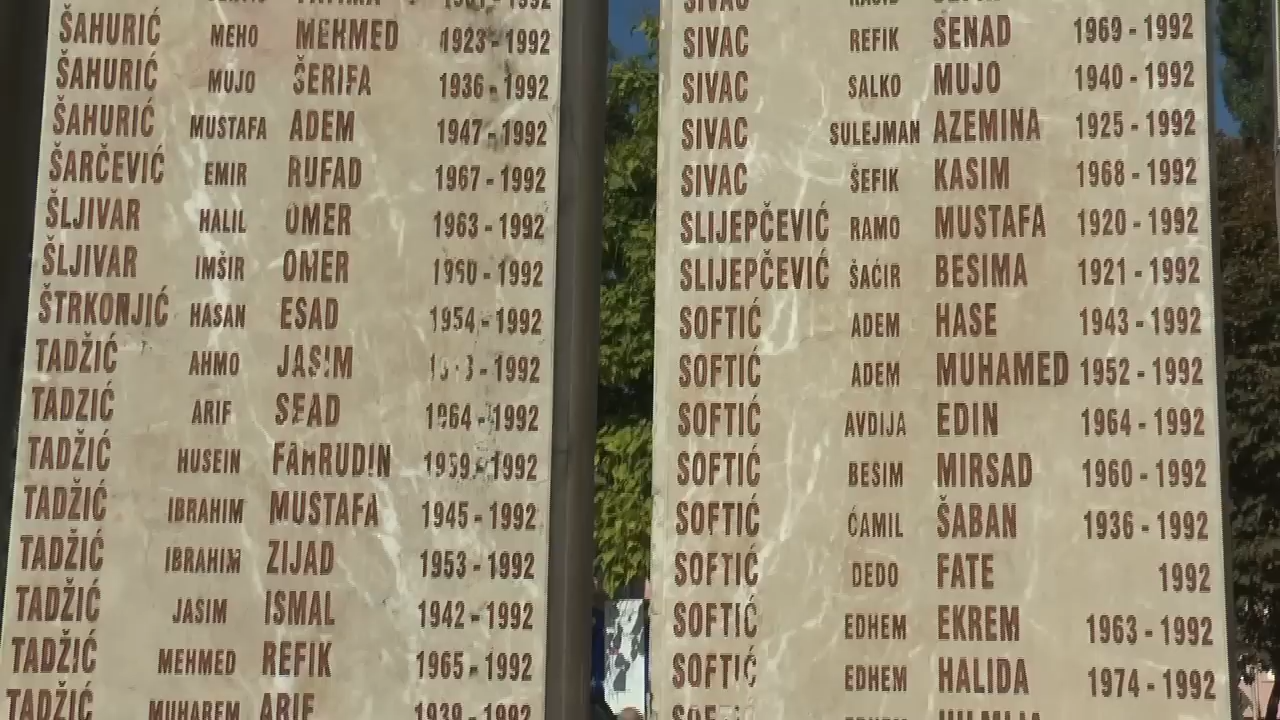 ŠAHURIĆ MEHO MEHMED 1923 - 1992
ŠAHURIĆ MUJO ŠERIFA 1936 - 1992
ŠAHURIĆ MUSTAFA ADEM 1947 - 1992
ŠARČEVIĆ EMIR RUFAD 1967 - 1992
ŠLJIVAR HALIL OMER 1963 - 1992
ŠLJIVAR IMŠIR OMER 1960 - 1992
ŠTRKONJIĆ HASAN ESAD 1954 - 1992
TADŽIĆ AHMO JASIM - 1992
TADŽIĆ ARIF SEAD 1964 - 1992
TADŽIĆ HUSEIN FAHRUDIN 1959 - 1992
TADŽIĆ IBRAHIM MUSTAFA 1945 - 1992
TADŽIĆ IBRAHIM ZIJAD 1953 - 1992
TADŽIĆ JASIM ISMAL 1942 - 1992
TADŽIĆ MEHMED REFIK 1965 - 1992
TADŽIĆ MUHAREM ARIF 1939 - 1992
SIVAC
SIVAC REFIK SENAD 1969 - 1992
SIVAC SALKO MUJO 1940 - 1992
SIVAC SULEJMAN AZEMINA 1925 - 1992
SIVAC ŠEFIK KASIM 1968 - 1992
SLIJEPČEVIĆ RAMO MUSTAFA 1920 - 1992
SLIJEPČEVIĆ ŠAĆIR BESIMA 1921 - 1992
SOFTIĆ ADEM HASE 1943 - 1992
SOFTIĆ ADEM MUHAMED 1952 - 1992
SOFTIĆ AVDIJA EDIN 1964 - 1992
SOFTIĆ BESIM MIRSAD 1960 - 1992
SOFTIĆ ĆAMIL ŠABAN 1936 - 1992
SOFTIĆ DEDO FATE 1992
SOFTIĆ EDHEM EKREM 1963 - 1992
SOFTIĆ EDHEM HALIDA 1974 - 1992